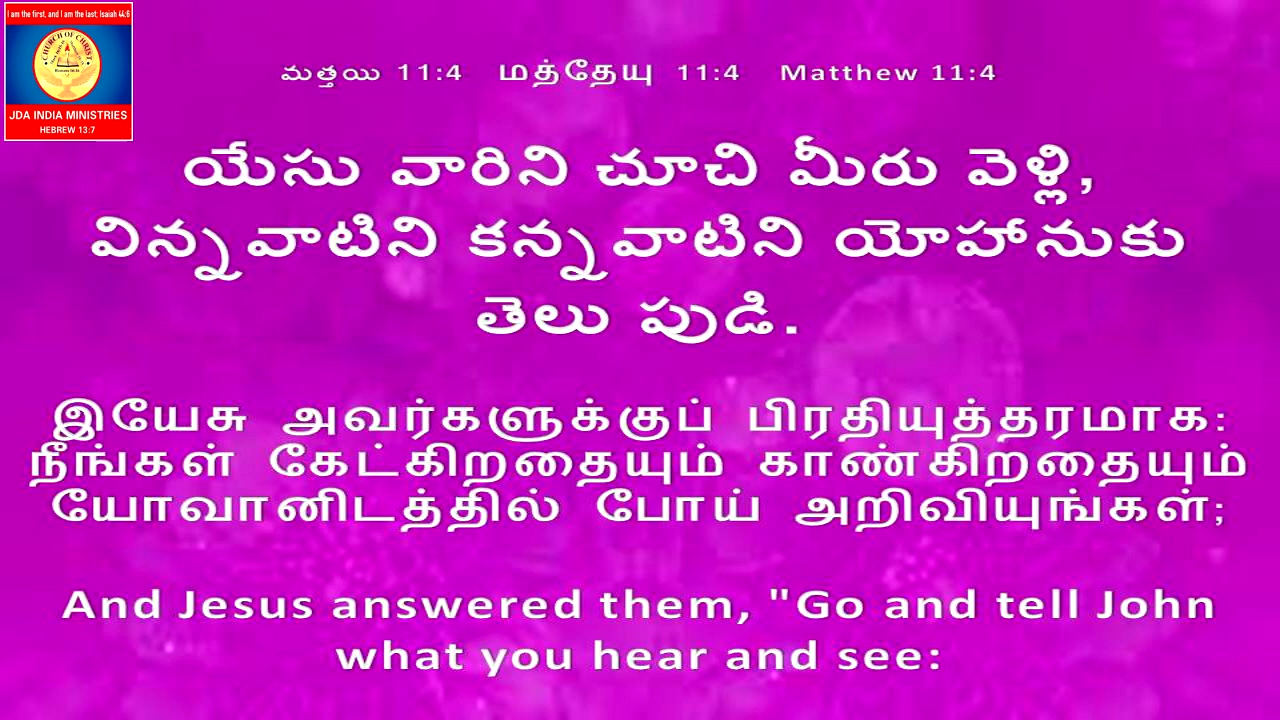 I am the first, and I am the last; Isaiah 44:6
CHURCH OF CHRIST
JDA INDIA MINISTRIES
HEBREW 13:7
మత్తయి 11:4 மத்தேயு 11:4 Matthew 11:4
యేసు వారిని చూచి మీరు వెళ్లి,
విన్నవాటిని కన్నవాటిని యోహానుకు
తెలు పుడి.
இயேசு அவர்களுக்குப் பிரதியுத்தரமாக:
நீங்கள் கேட்கிறதையும் காண்கிறதையும்
யோவானிடத்தில் போய் அறிவியுங்கள்;
And Jesus answered them, "Go and tell John
what you hear and see: